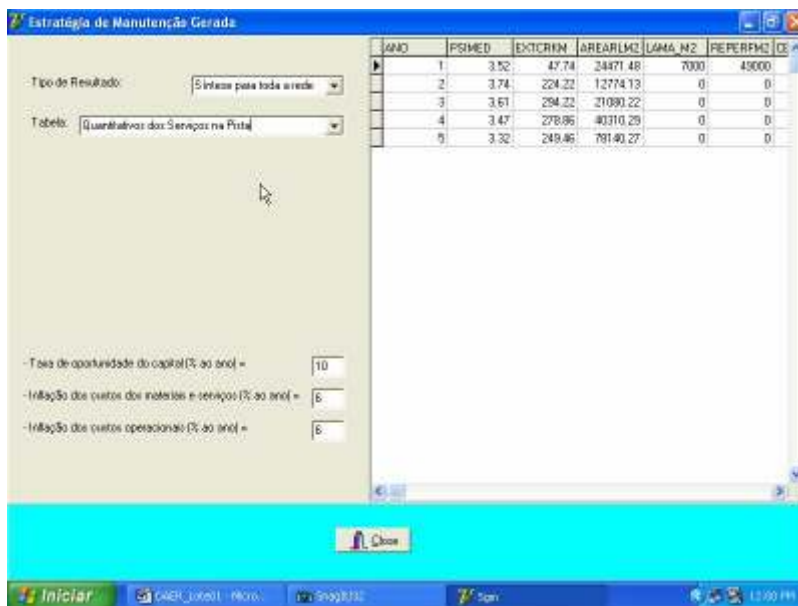 Estratégia de Manutenção Gerada
Tipo de Resultado: Síntese para toda a rede
Tabela: Quantitativos dos Serviços na Pista
- Taxa de oportunidade do capital (% ao ano) = 10
- Inflação dos custos dos materiais e serviços (% ao ano) = 6
- Inflação dos custos operacionais (% ao ano) = 6
ANO PSIMED EXTCRKM AREARLM2 LAMA_M2 REPERFM2
1 3.52 47.74 24471.48 7000 49000
2 3.74 224.22 12774.13 0 0
3 3.61 294.22 21080.22 0 0
4 3.47 278.86 40310.29 0 0
5 3.32 249.46 78140.27 0 0
Close
Iniciar
12:00 PM